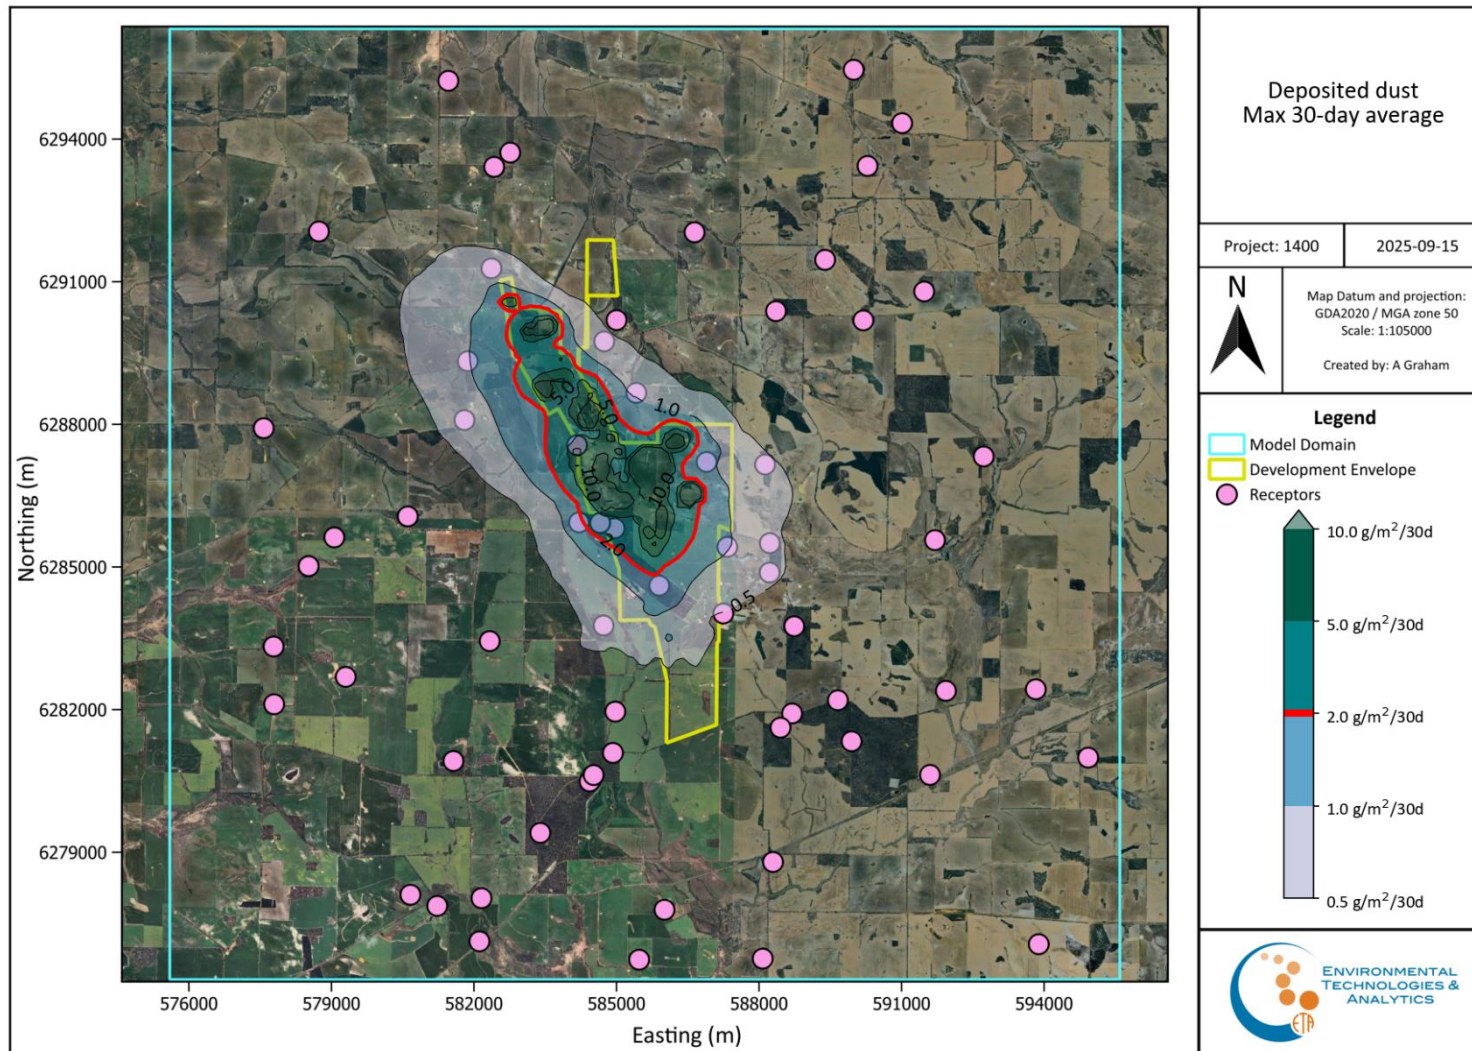 Deposited dust
Max 30-day average
Project: 1400
2025-09-15
N
Map Datum and projection:
GDA2020 / MGA zone 50
Scale: 1:105000
Created by: A Graham
Legend
Model Domain
Development Envelope
Receptors
10.0 g/m²/30d
5.0 g/m²/30d
2.0 g/m²/30d
1.0 g/m²/30d
0.5 g/m²/30d
ENVIRONMENTAL
TECHNOLOGIES &
ANALYTICS
ETA
Northing (m)
6294000
6291000
6288000
6285000
6282000
6279000
5.0
5.0
1.0
10.0
10.0
2.0
0.5
576000 579000 582000 585000 588000 591000 594000
Easting (m)